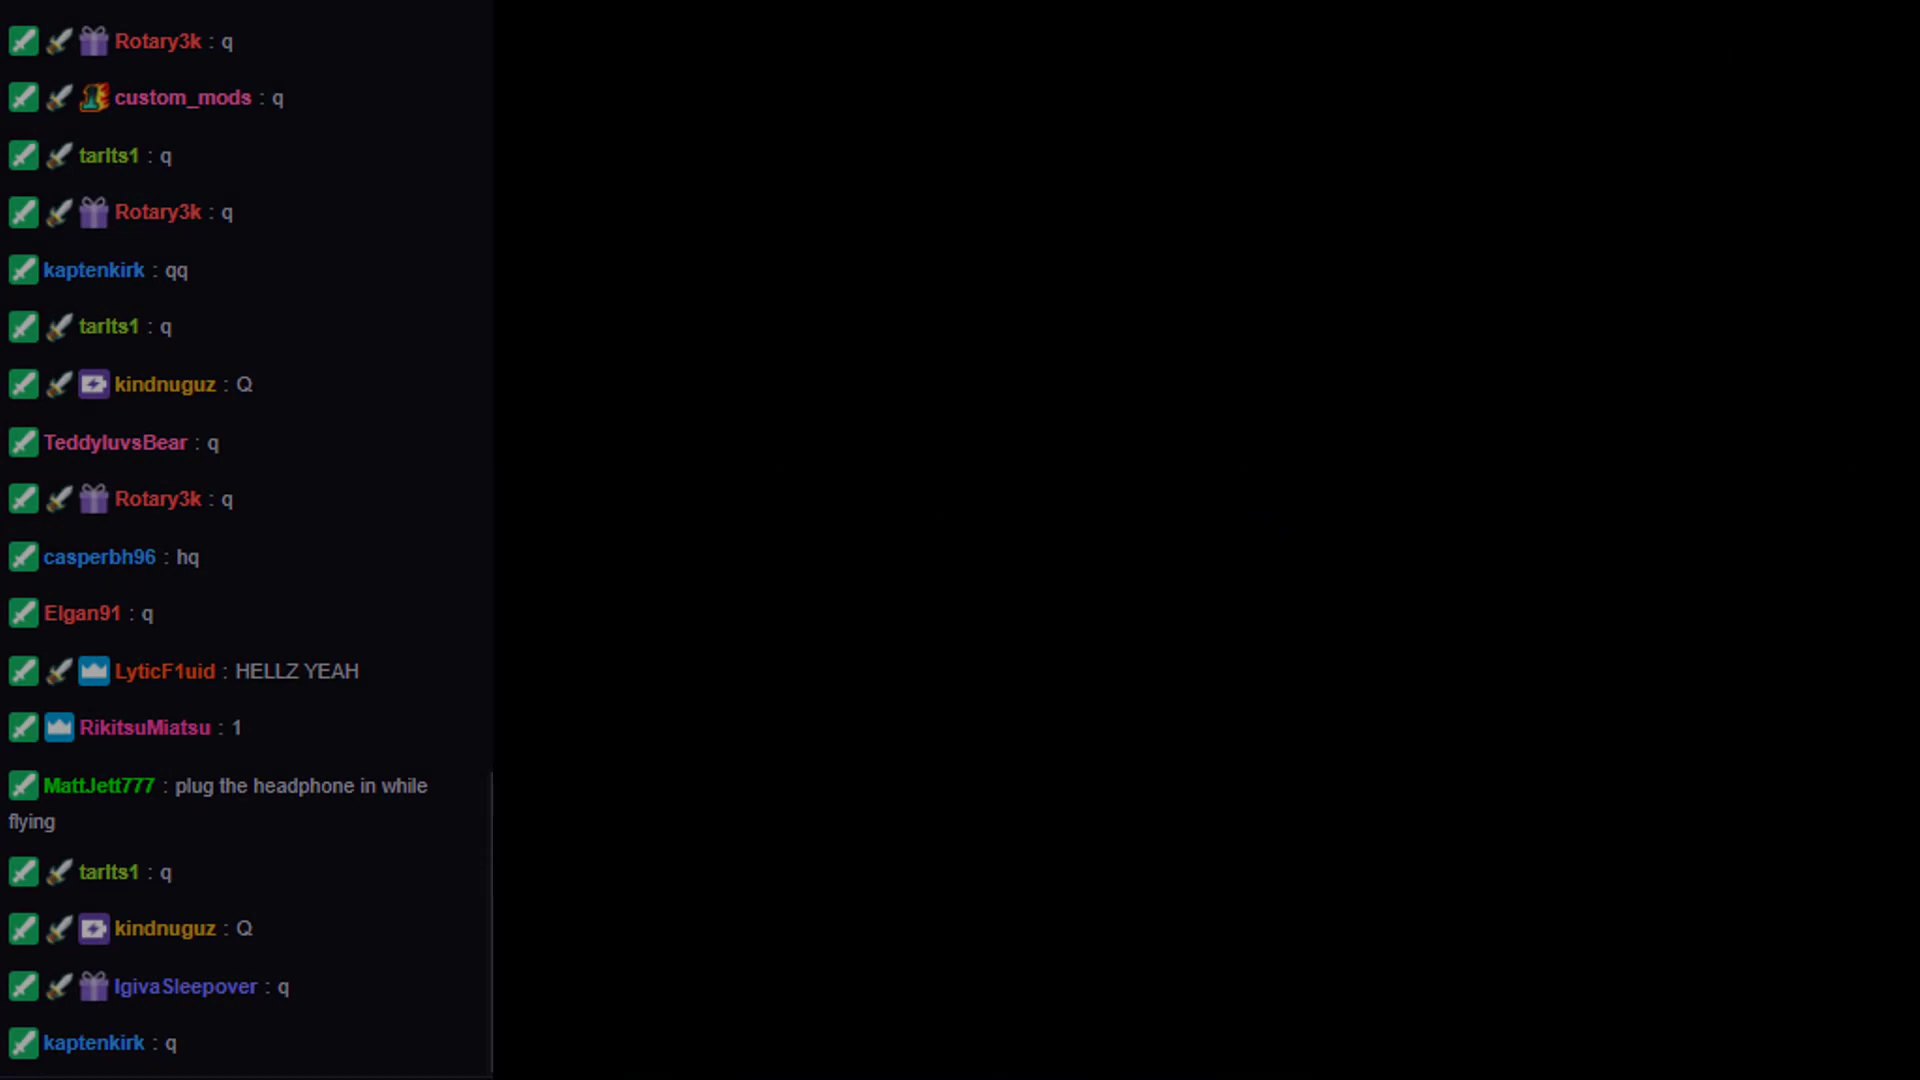 Rotary3k : q
custom_mods : q
tarlts1 : q
Rotary3k : q
kaptenkirk : qq
tarlts1 : q
kindnuguz : Q
TeddyluvsBear : q
Rotary3k : q
casperbh96 : hq
Elgan91 : q
LyticF1uid : HELLZ YEAH
RikitsuMiatsu : 1
MattJett777 : plug the headphone in while
flying
tarlts1 : q
kindnuguz : Q
IgivaSleepover : q
kaptenkirk : q